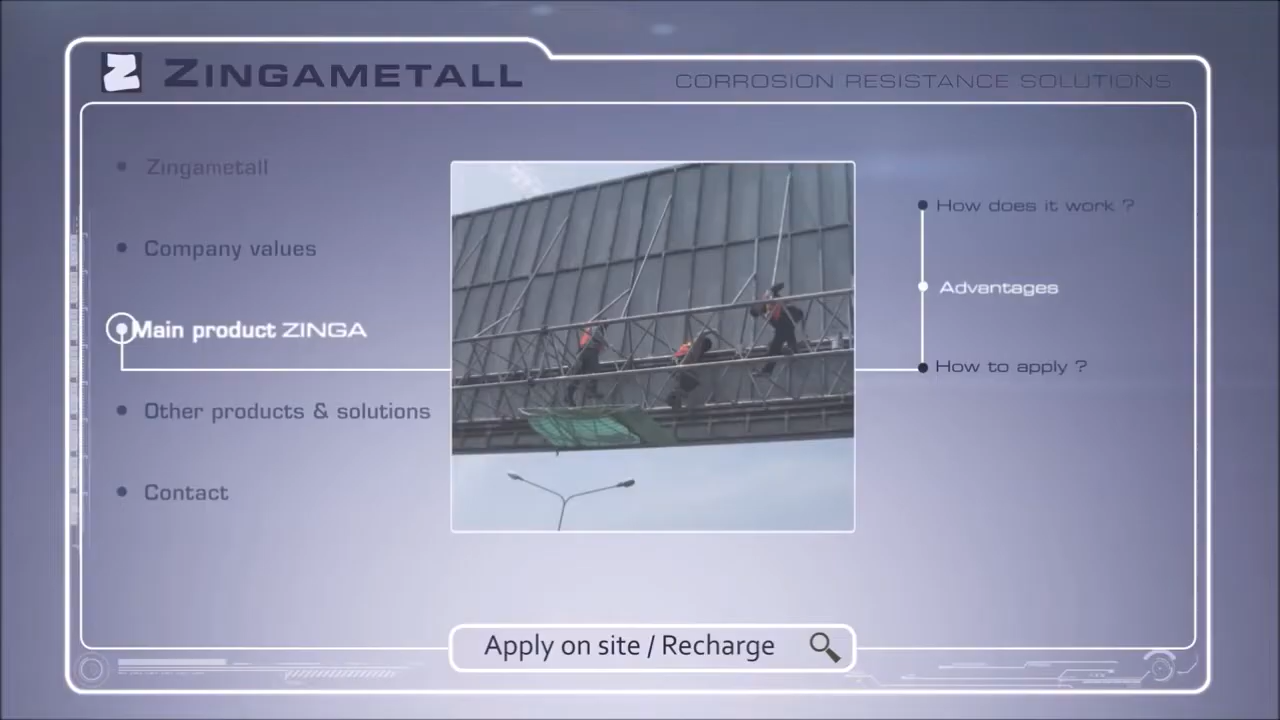 Z ZINGAMETALL
CORROSION RESISTANCE SOLUTIONS
Zingametall
Company values
Main product ZINGA
Other products & solutions
Contact
How does it work ?
Advantages
How to apply ?
Apply on site / Recharge